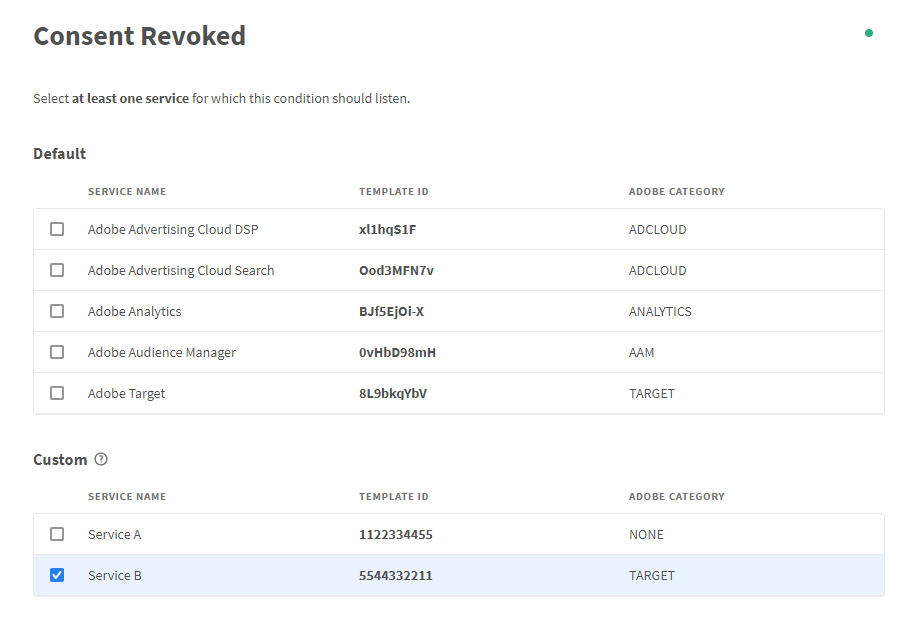 Consent Revoked
Select at least one service for which this condition should listen.
Default
SERVICE NAME TEMPLATE ID ADOBE CATEGORY
Adobe Advertising Cloud DSP xl1hqS1F ADCLOUD
Adobe Advertising Cloud Search Ood3MFN7v ADCLOUD
Adobe Analytics BJf5EjOi-X ANALYTICS
Adobe Audience Manager 0vHbD98mH AAM
Adobe Target 8L9bkqYbV TARGET
Custom ?
SERVICE NAME TEMPLATE ID ADOBE CATEGORY
Service A 1122334455 NONE
Service B 5544332211 TARGET